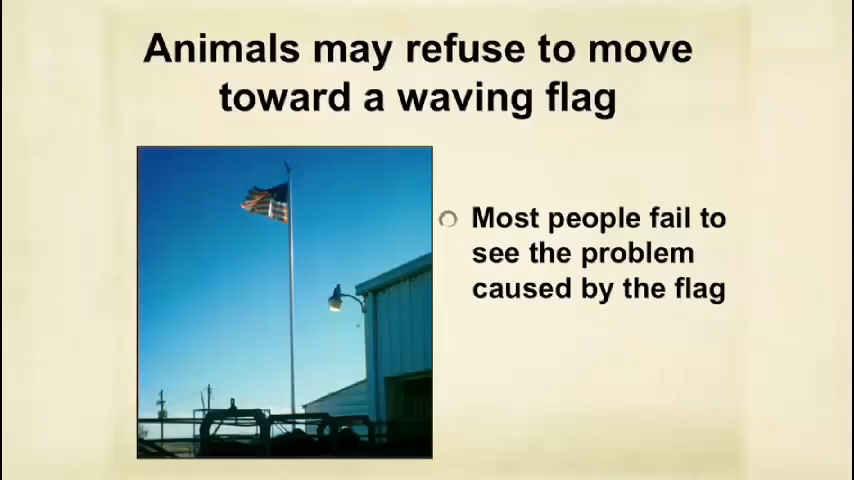 Animals may refuse to move
toward a waving flag
Most people fail to
see the problem
caused by the flag